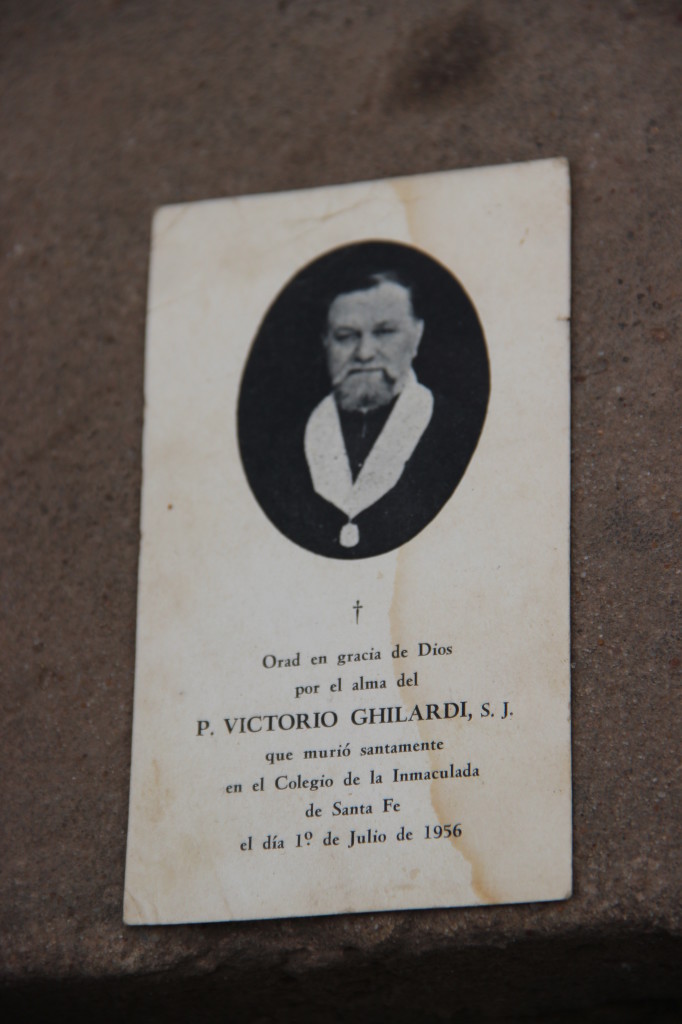 †
Orad en gracia de Dios
por el alma del
P. VICTORIO GHILARDI, S. J.
que murió santamente
en el Colegio de la Inmaculada
de Santa Fe
el día 1º de Julio de 1956